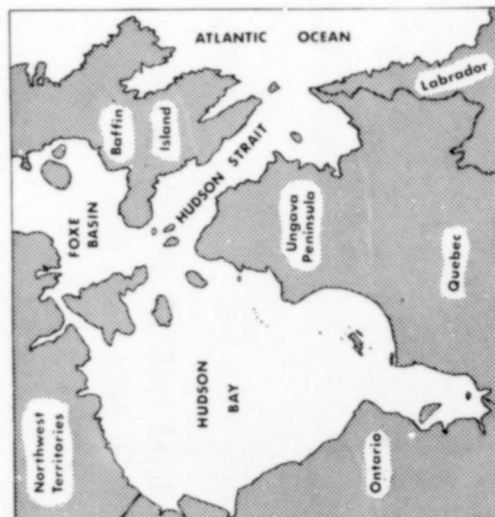 ATLANTIC OCEAN
Labrador
Baffin
Island
HUDSON STRAIT
FOXE
BASIN
Ungava
Peninsula
Quebec
HUDSON
BAY
Northwest
Territories
Ontario